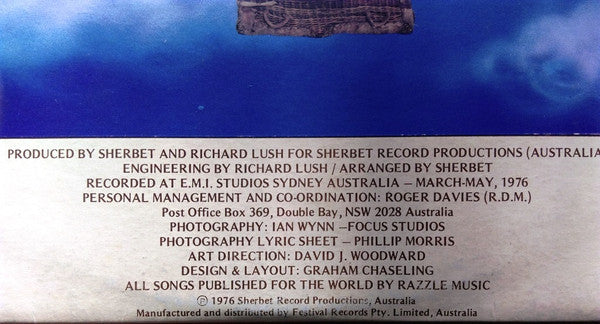 PRODUCED BY SHERBET AND RICHARD LUSH FOR SHERBET RECORD PRODUCTIONS (AUSTRALIA
ENGINEERING BY RICHARD LUSH / ARRANGED BY SHERBET
RECORDED AT E.M.I. STUDIOS SYDNEY AUSTRALIA – MARCH-MAY, 1976
PERSONAL MANAGEMENT AND CO-ORDINATION: ROGER DAVIES (R.D.M.)
Post Office Box 369, Double Bay, NSW 2028 Australia
PHOTOGRAPHY: IAN WYNN –FOCUS STUDIOS
PHOTOGRAPHY LYRIC SHEET – PHILLIP MORRIS
ART DIRECTION: DAVID J. WOODWARD
DESIGN & LAYOUT: GRAHAM CHASELING
ALL SONGS PUBLISHED FOR THE WORLD BY RAZZLE MUSIC
℗ 1976 Sherbet Record Productions, Australia
Manufactured and distributed by Festival Records Pty. Limited, Australia